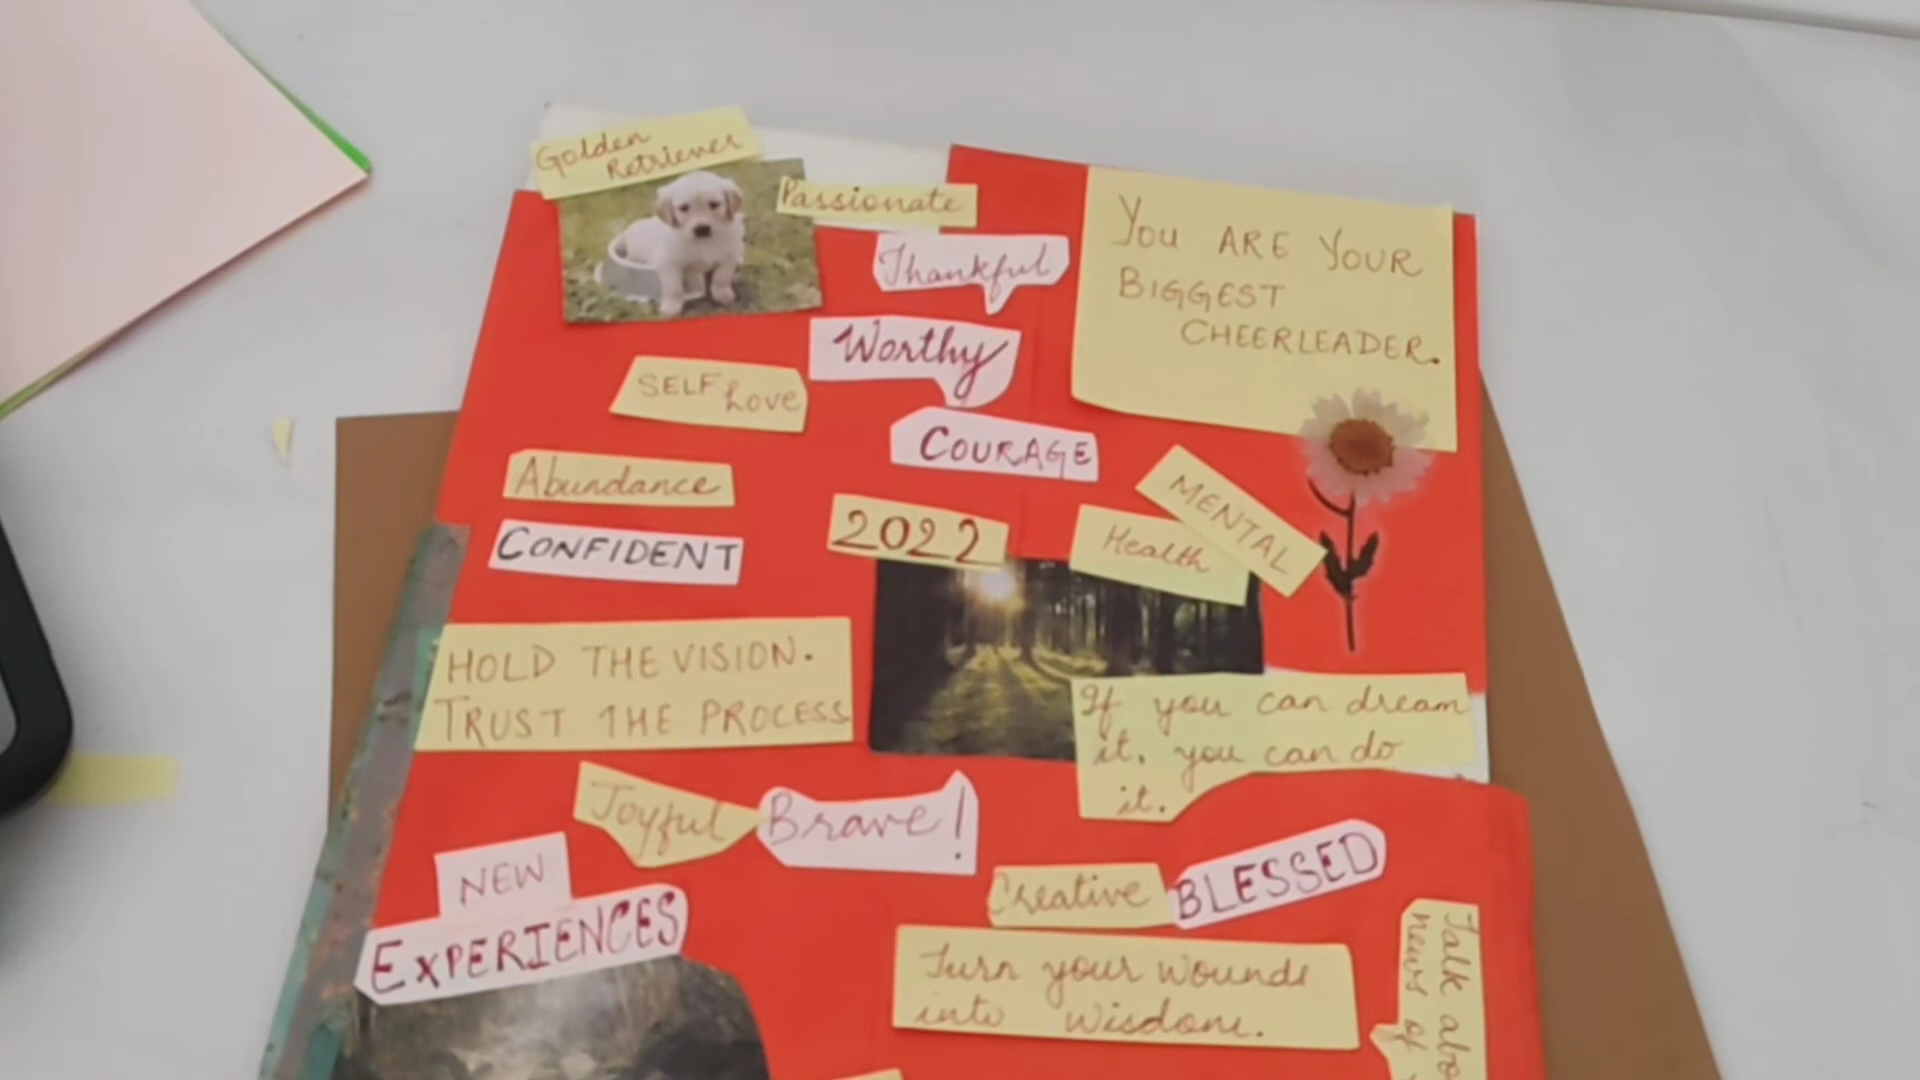 Golden
Retriever
Passionate
Thankful
YOU ARE YOUR
BIGGEST
CHEERLEADER.
Worthy
SELF Love
COURAGE
Abundance
MENTAL
Health
2022
CONFIDENT
HOLD THE VISION.
TRUST THE PROCESS
If you can dream
it, you can do
it.
Joyful
Brave!
NEW
EXPERIENCES
Creative
BLESSED
Turn your wounds
into wisdom.
Talk
news of